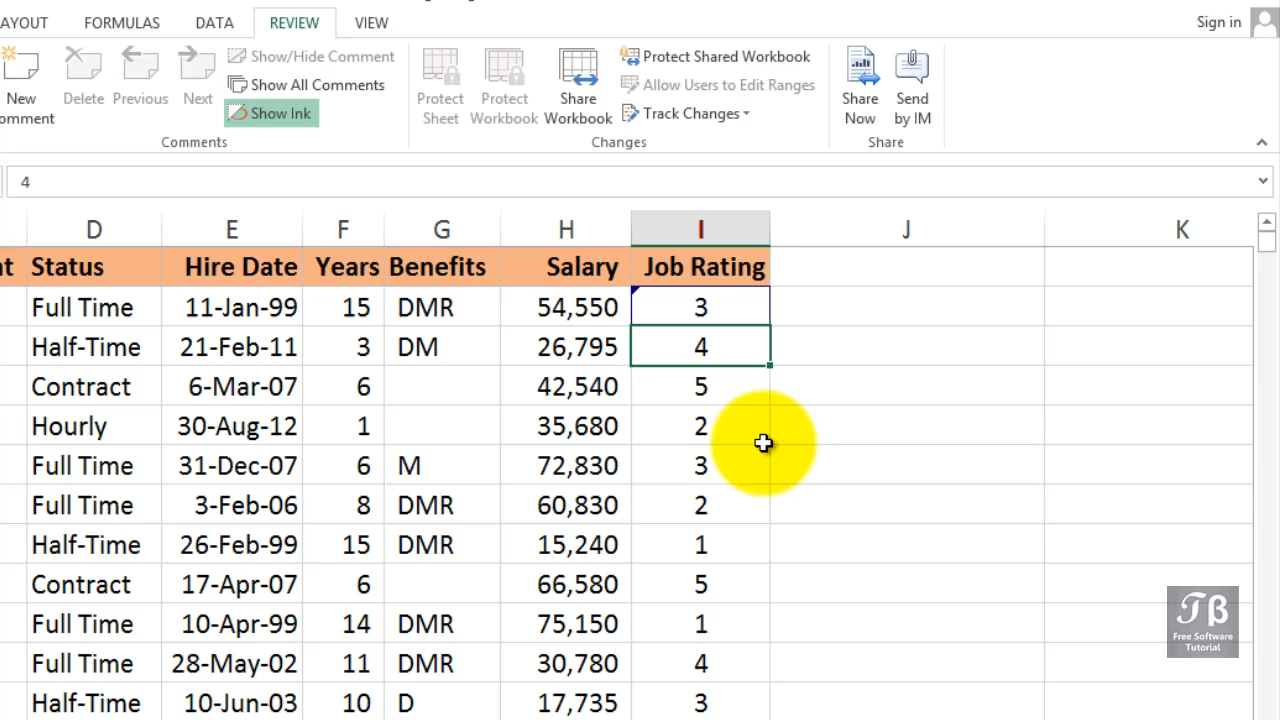 AYOUT FORMULAS DATA REVIEW VIEW Sign in
New
omment
Delete
Previous
Next
Show/Hide Comment
Show All Comments
Show Ink
Comments
Protect
Sheet
Protect
Workbook
Share
Workbook
Protect Shared Workbook
Allow Users to Edit Ranges
Track Changes
Changes
Share
Now
Send
by IM
Share
4
D E F G H I J K
t Status Hire Date Years Benefits Salary Job Rating
Full Time 11-Jan-99 15 DMR 54,550 3
Half-Time 21-Feb-11 3 DM 26,795 4
Contract 6-Mar-07 6 42,540 5
Hourly 30-Aug-12 1 35,680 2
Full Time 31-Dec-07 6 M 72,830 3
Full Time 3-Feb-06 8 DMR 60,830 2
Half-Time 26-Feb-99 15 DMR 15,240 1
Contract 17-Apr-07 6 66,580 5
Full Time 10-Apr-99 14 DMR 75,150 1
Full Time 28-May-02 11 DMR 30,780 4
Half-Time 10-Jun-03 10 D 17,735 3
Tβ
Free Software
Tutorial